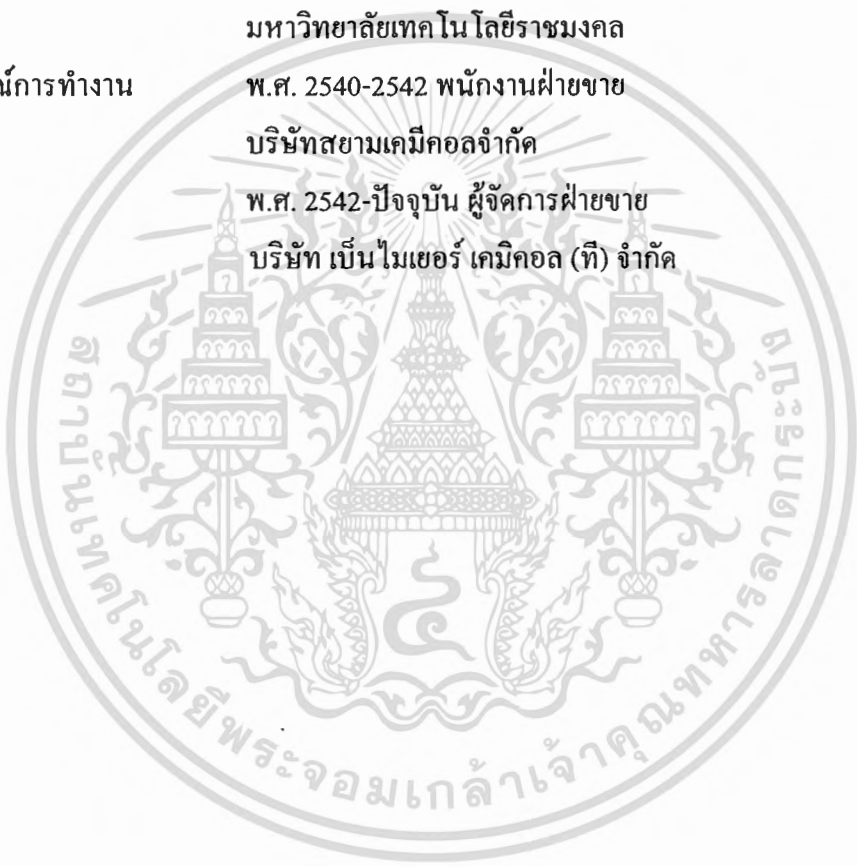 มหาวิทยาลัยเทคโนโลยีราชมงคล
ณ์การทำงาน พ.ศ. 2540-2542 พนักงานฝ่ายขาย
บริษัทสยามเคมีคอลจำกัด
พ.ศ. 2542-ปัจจุบัน ผู้จัดการฝ่ายขาย
บริษัท เบ็นไมเยอร์ เคมิคอล (ที) จำกัด
สถาบันเทคโนโลยีพระจอมเกล้าเจ้าคุณทหารลาดกระบัง